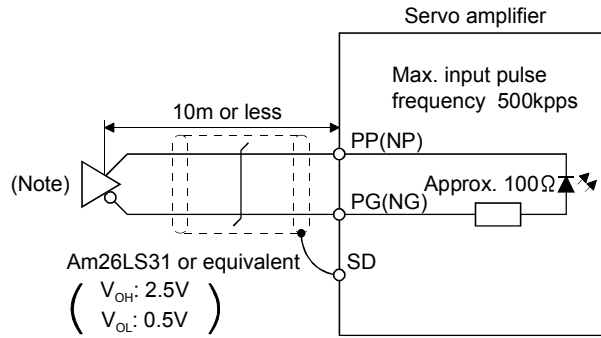 Servo amplifier
Max. input pulse
frequency 500kpps
10m or less
PP(NP)
(Note)
Approx. 100Ω
PG(NG)
Am26LS31 or equivalent
SD
VOH: 2.5V
VOL: 0.5V